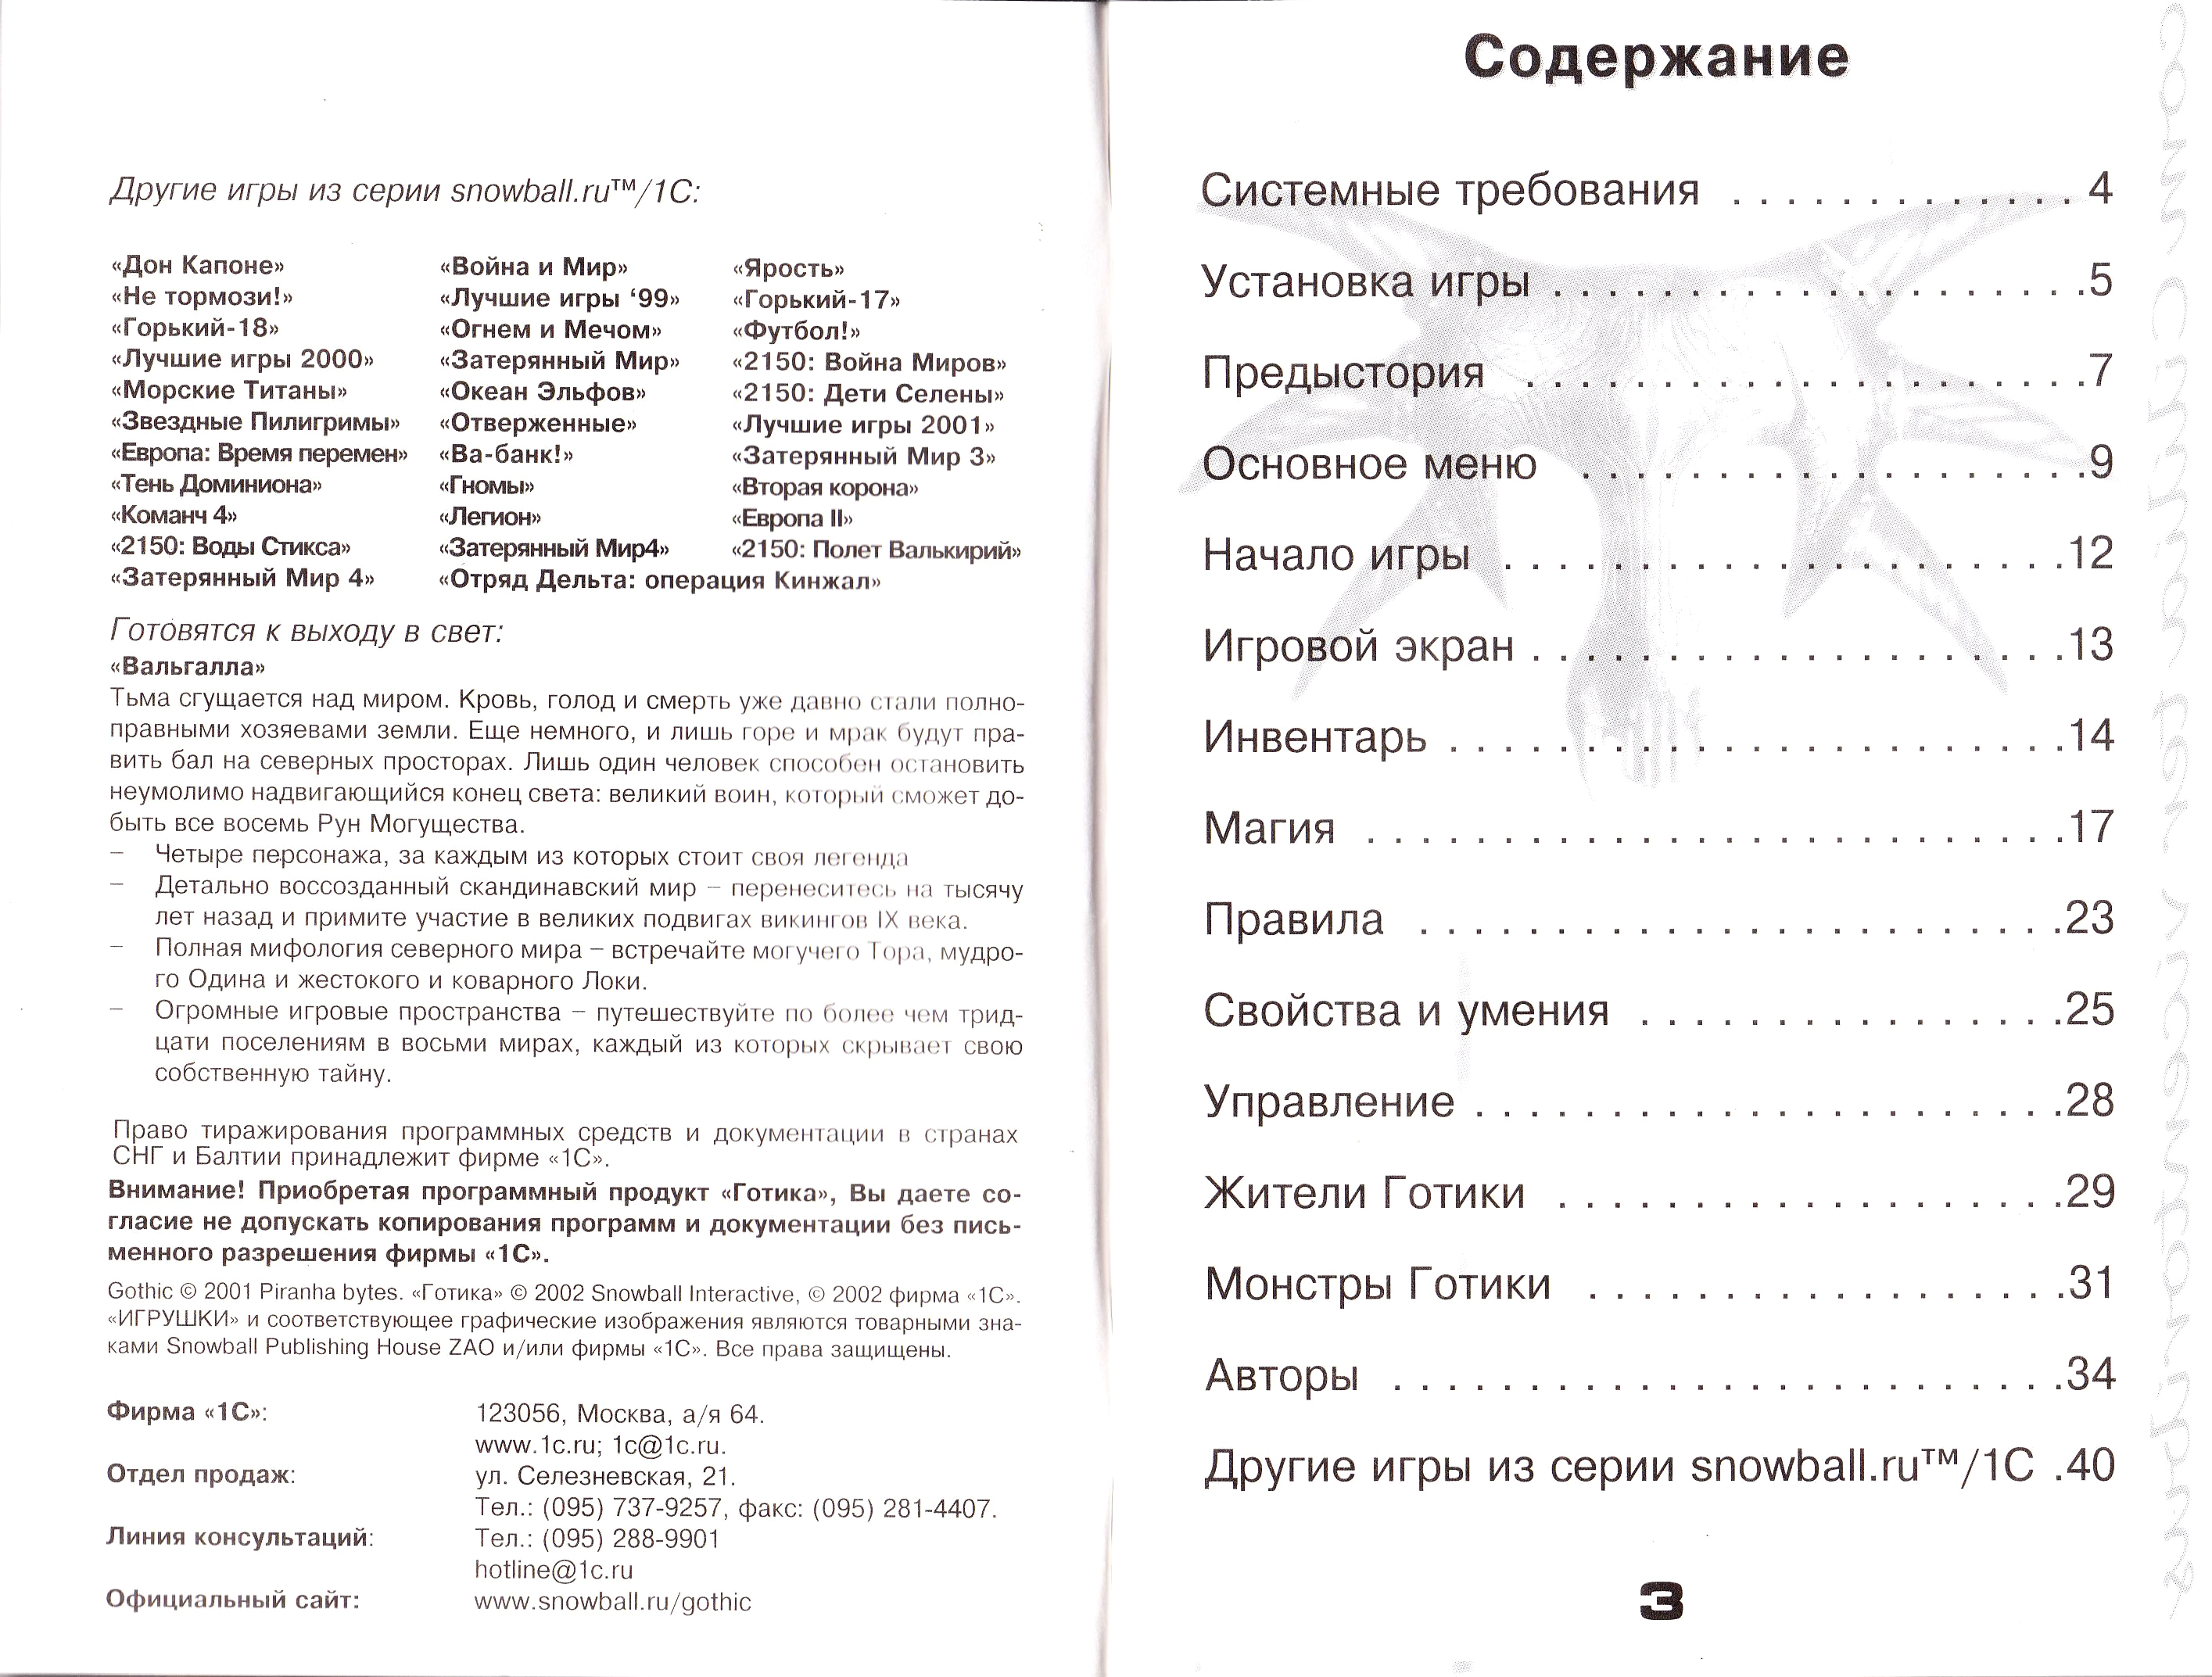 Другие игры из серии snowball.ru™/1С:
«Дон Капоне» «Война и Мир» «Ярость»
«Не тормози!» «Лучшие игры ‘99» «Горький-17»
«Горький-18» «Огнем и Мечом» «Футбол!»
«Лучшие игры 2000» «Затерянный Мир» «2150: Война Миров»
«Морские Титаны» «Океан Эльфов» «2150: Дети Селены»
«Звездные Пилигримы» «Отверженные» «Лучшие игры 2001»
«Европа: Время перемен» «Ва-банк!» «Затерянный Мир 3»
«Тень Доминиона» «Гномы» «Вторая корона»
«Команч 4» «Легион» «Европа II»
«2150: Воды Стикса» «Затерянный Мир4» «2150: Полет Валькирий»
«Затерянный Мир 4» «Отряд Дельта: операция Кинжал»
Готовятся к выходу в свет:
«Вальгалла»
Тьма сгущается над миром. Кровь, голод и смерть уже давно стали полно-
правными хозяевами земли. Еще немного, и лишь горе и мрак будут пра-
вить бал на северных просторах. Лишь один человек способен остановить
неумолимо надвигающийся конец света: великий воин, который сможет до-
быть все восемь Рун Могущества.
– Четыре персонажа, за каждым из которых стоит своя легенда
– Детально воссозданный скандинавский мир – перенеситесь на тысячу
лет назад и примите участие в великих подвигах викингов IX века.
– Полная мифология северного мира – встречайте могучего Тора, мудро-
го Одина и жестокого и коварного Локи.
– Огромные игровые пространства – путешествуйте по более чем трид-
цати поселениям в восьми мирах, каждый из которых скрывает свою
собственную тайну.
Право тиражирования программных средств и документации в странах
СНГ и Балтии принадлежит фирме «1С».
Внимание! Приобретая программный продукт «Готика», Вы даете со-
гласие не допускать копирования программ и документации без пись-
менного разрешения фирмы «1С».
Gothic © 2001 Piranha bytes. «Готика» © 2002 Snowball Interactive, © 2002 фирма «1С».
«ИГРУШКИ» и соответствующее графические изображения являются товарными зна-
ками Snowball Publishing House ZAO и/или фирмы «1С». Все права защищены.
Фирма «1С»: 123056, Москва, а/я 64.
www.1c.ru; 1c@1c.ru.
Отдел продаж: ул. Селезневская, 21.
Тел.: (095) 737-9257, факс: (095) 281-4407.
Линия консультаций: Тел.: (095) 288-9901
hotline@1c.ru
Официальный сайт: www.snowball.ru/gothic
Содержание
Системные требования . . . . . . . . . . . . . 4
Установка игры . . . . . . . . . . . . . . . . . . . .5
Предыстория . . . . . . . . . . . . . . . . . . . . .7
Основное меню . . . . . . . . . . . . . . . . . . .9
Начало игры . . . . . . . . . . . . . . . . . . . . .12
Игровой экран . . . . . . . . . . . . . . . . . . . .13
Инвентарь . . . . . . . . . . . . . . . . . . . . . . .14
Магия . . . . . . . . . . . . . . . . . . . . . . . . . .17
Правила . . . . . . . . . . . . . . . . . . . . . . . .23
Свойства и умения . . . . . . . . . . . . . . . .25
Управление . . . . . . . . . . . . . . . . . . . . . .28
Жители Готики . . . . . . . . . . . . . . . . . . .29
Монстры Готики . . . . . . . . . . . . . . . . . .31
Авторы . . . . . . . . . . . . . . . . . . . . . . . . .34
Другие игры из серии snowball.ru™/1С .40
3